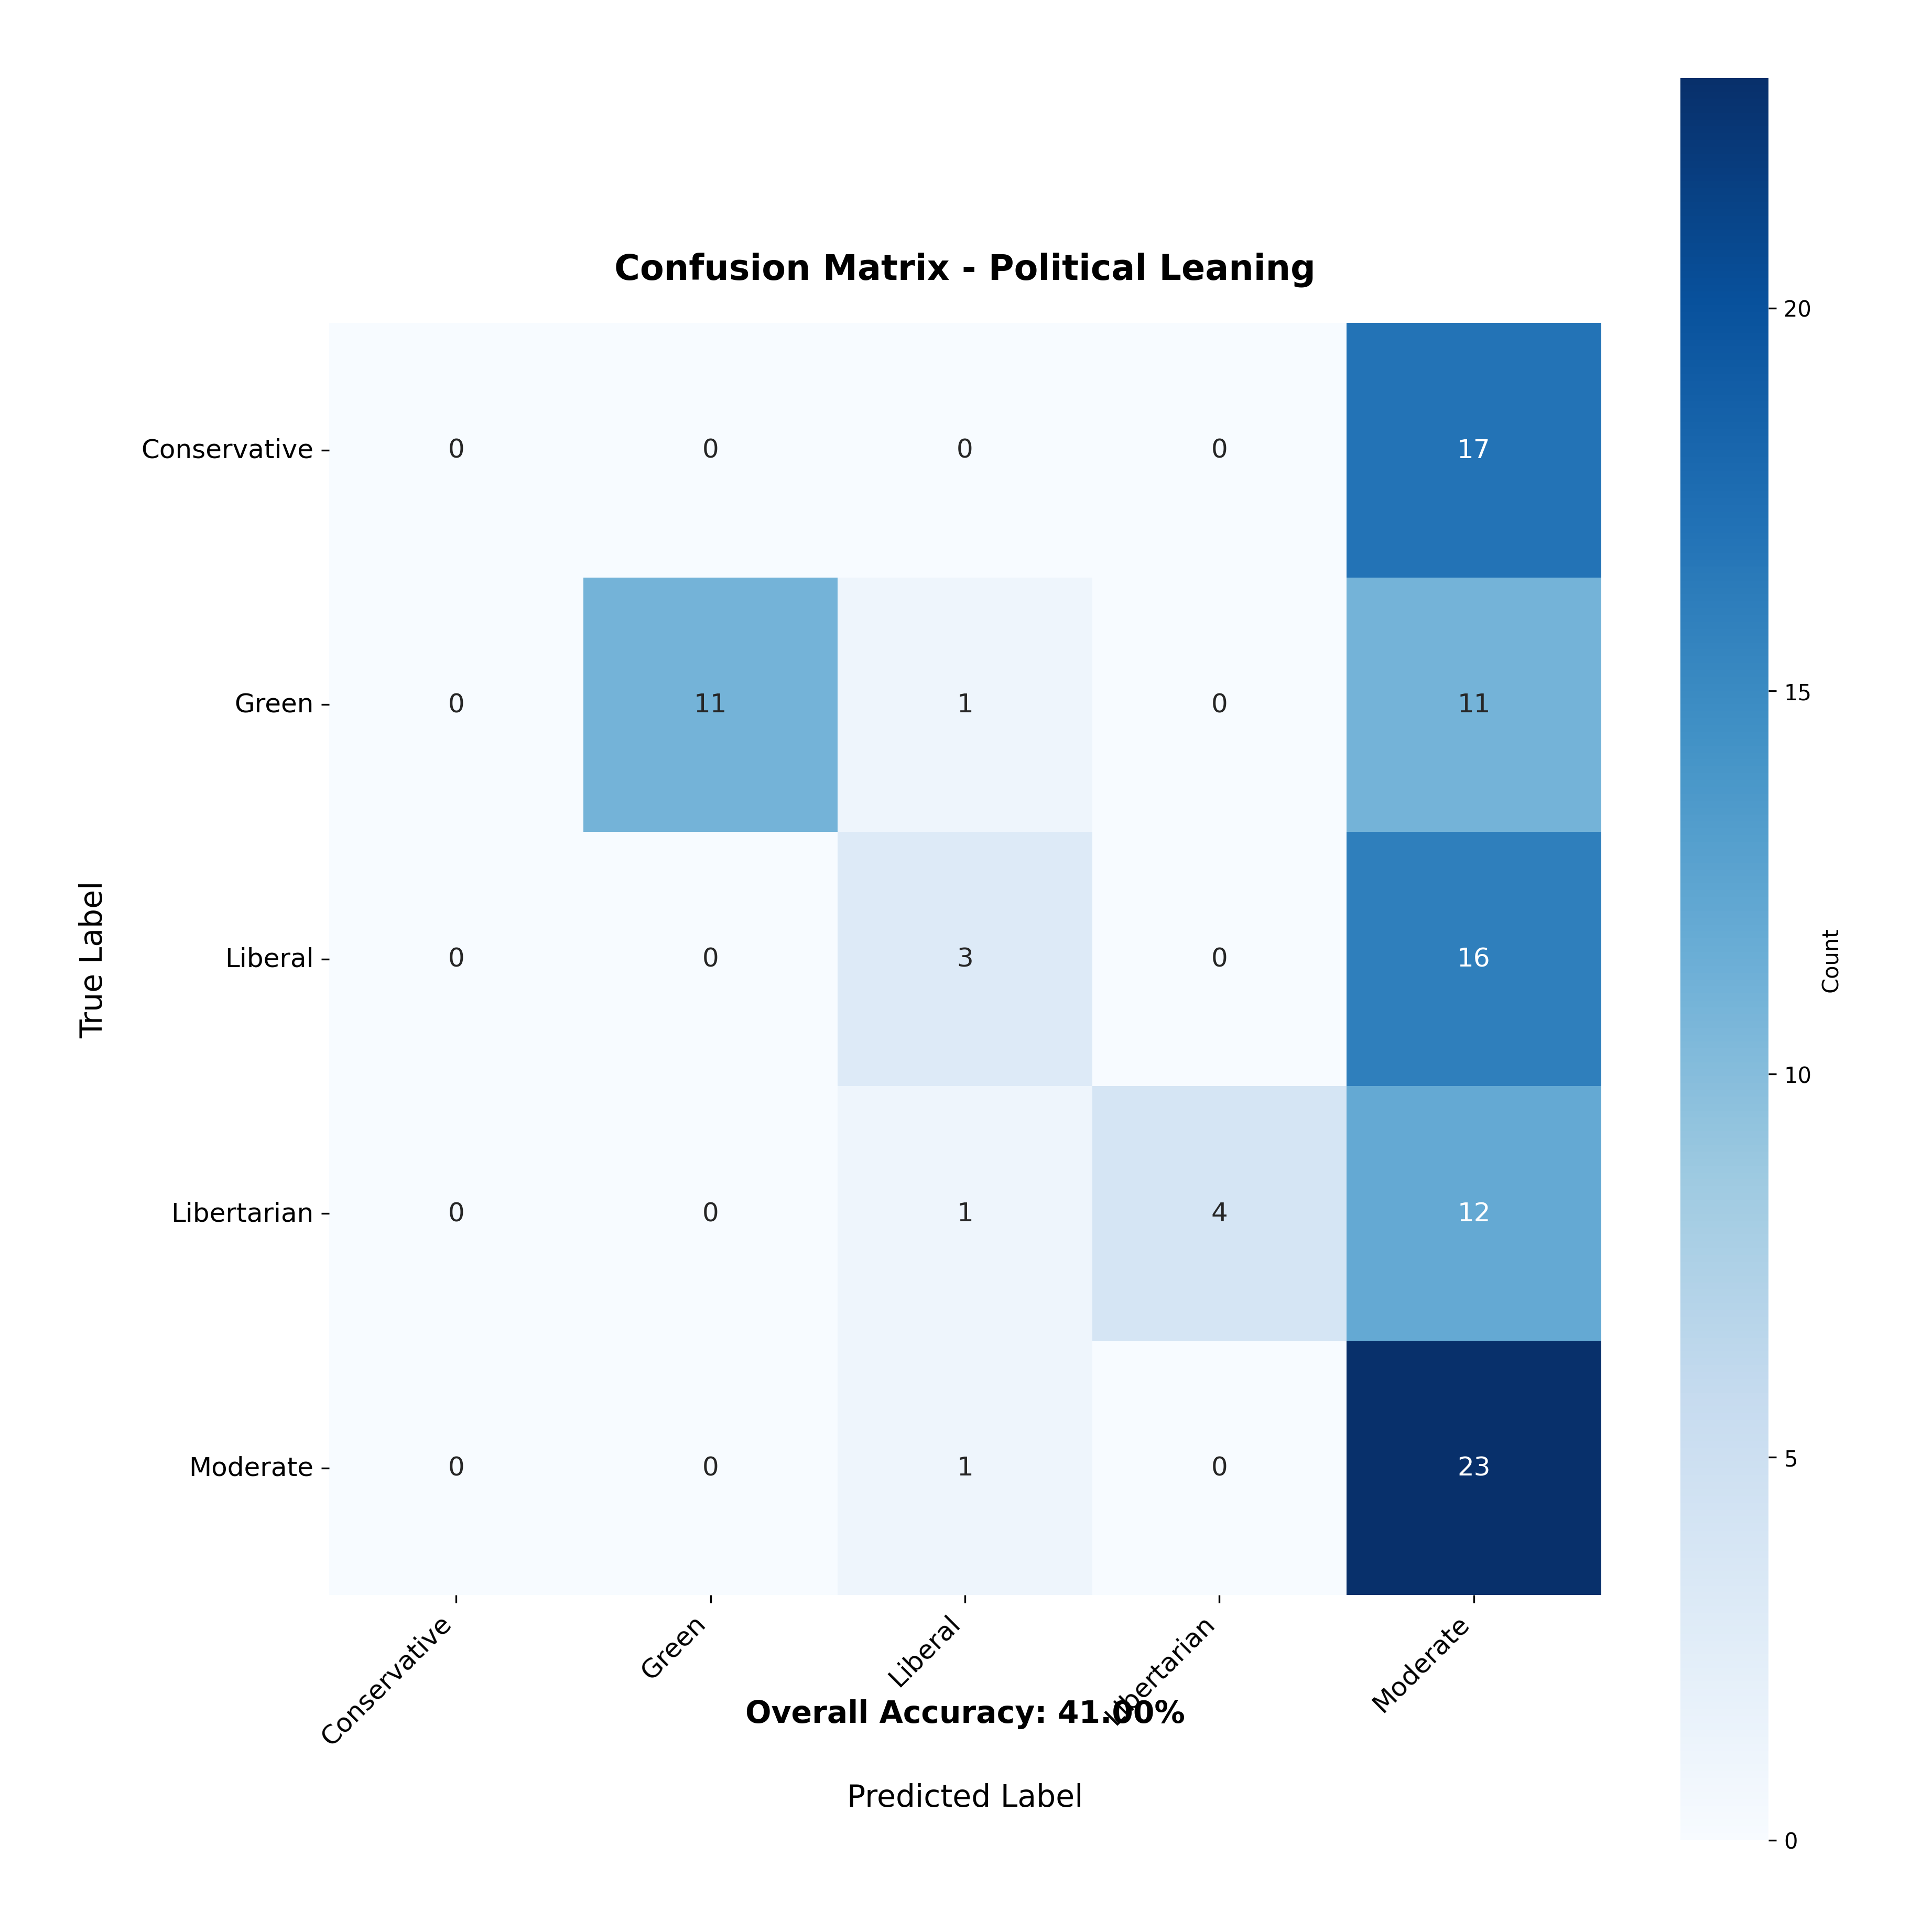 Confusion Matrix - Political Leaning
True Label
Conservative 0 0 0 0 17
Green 0 11 1 0 11
Liberal 0 0 3 0 16
Libertarian 0 0 1 4 12
Moderate 0 0 1 0 23
Conservative Green Liberal Libertarian Moderate
Overall Accuracy: 41.00%
Predicted Label
20
15
10
5
0
Count